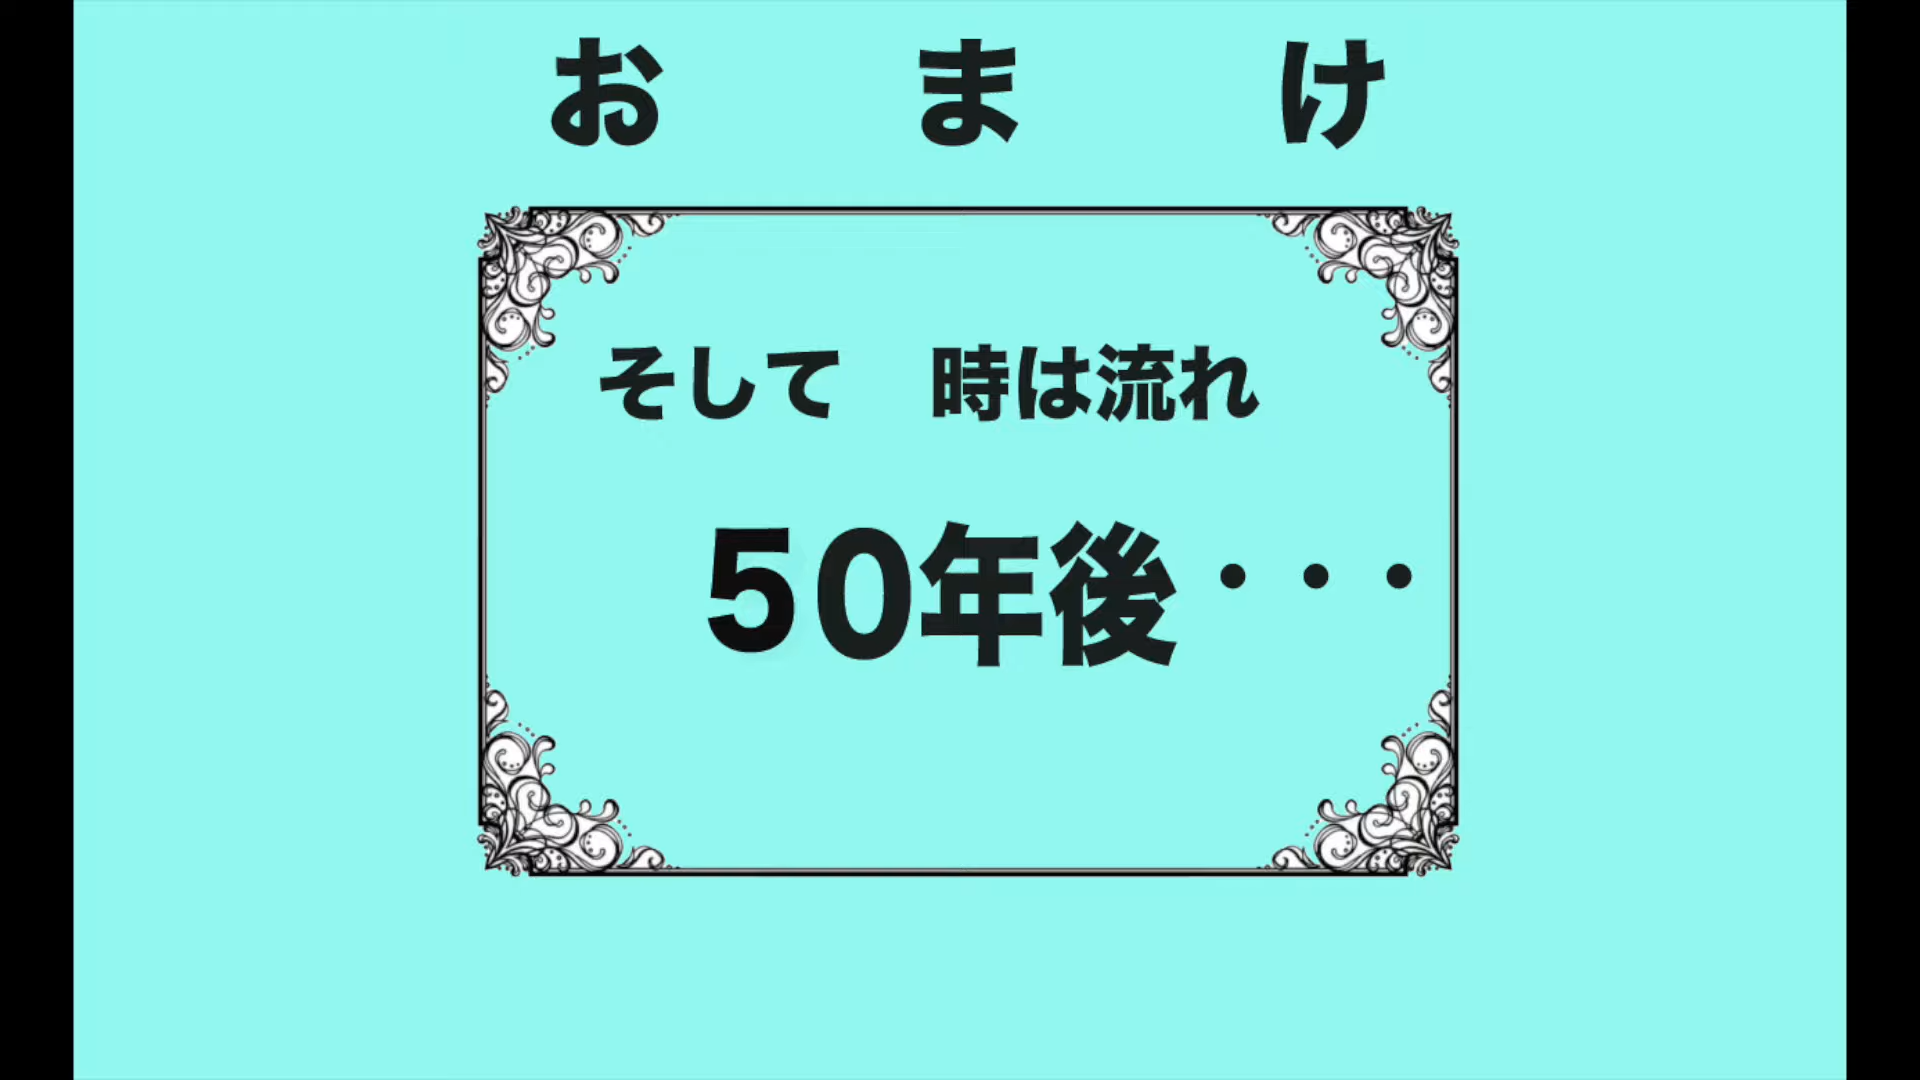 おまけ
そして　時は流れ
50年後・・・